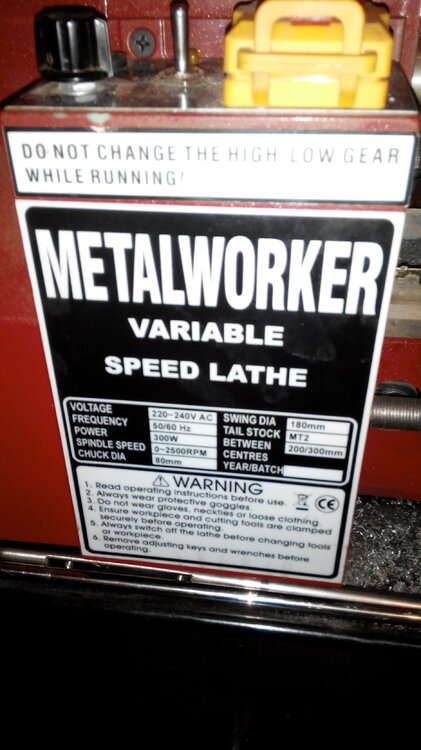 DO NOT CHANGE THE HIGH LOW GEAR
WHILE RUNNING!
METALWORKER
VARIABLE
SPEED LATHE
VOLTAGE 220~240V AC
FREQUENCY 50/60 Hz
POWER 300W
SPINDLE SPEED 0~2500RPM
CHUCK DIA 80mm
SWING DIA 180mm
TAIL STOCK MT2
BETWEEN 200/300mm
CENTRES
YEAR/BATCH
WARNING
1. Read operating instructions before use.
2. Always wear protective goggles.
3. Do not wear gloves, neckties or loose clothing.
4. Ensure workpiece and cutting tools are clamped
securely before operating.
5. Always switch off the lathe before changing tools
or workpiece.
6. Remove adjusting keys and wrenches before
operating.
CE